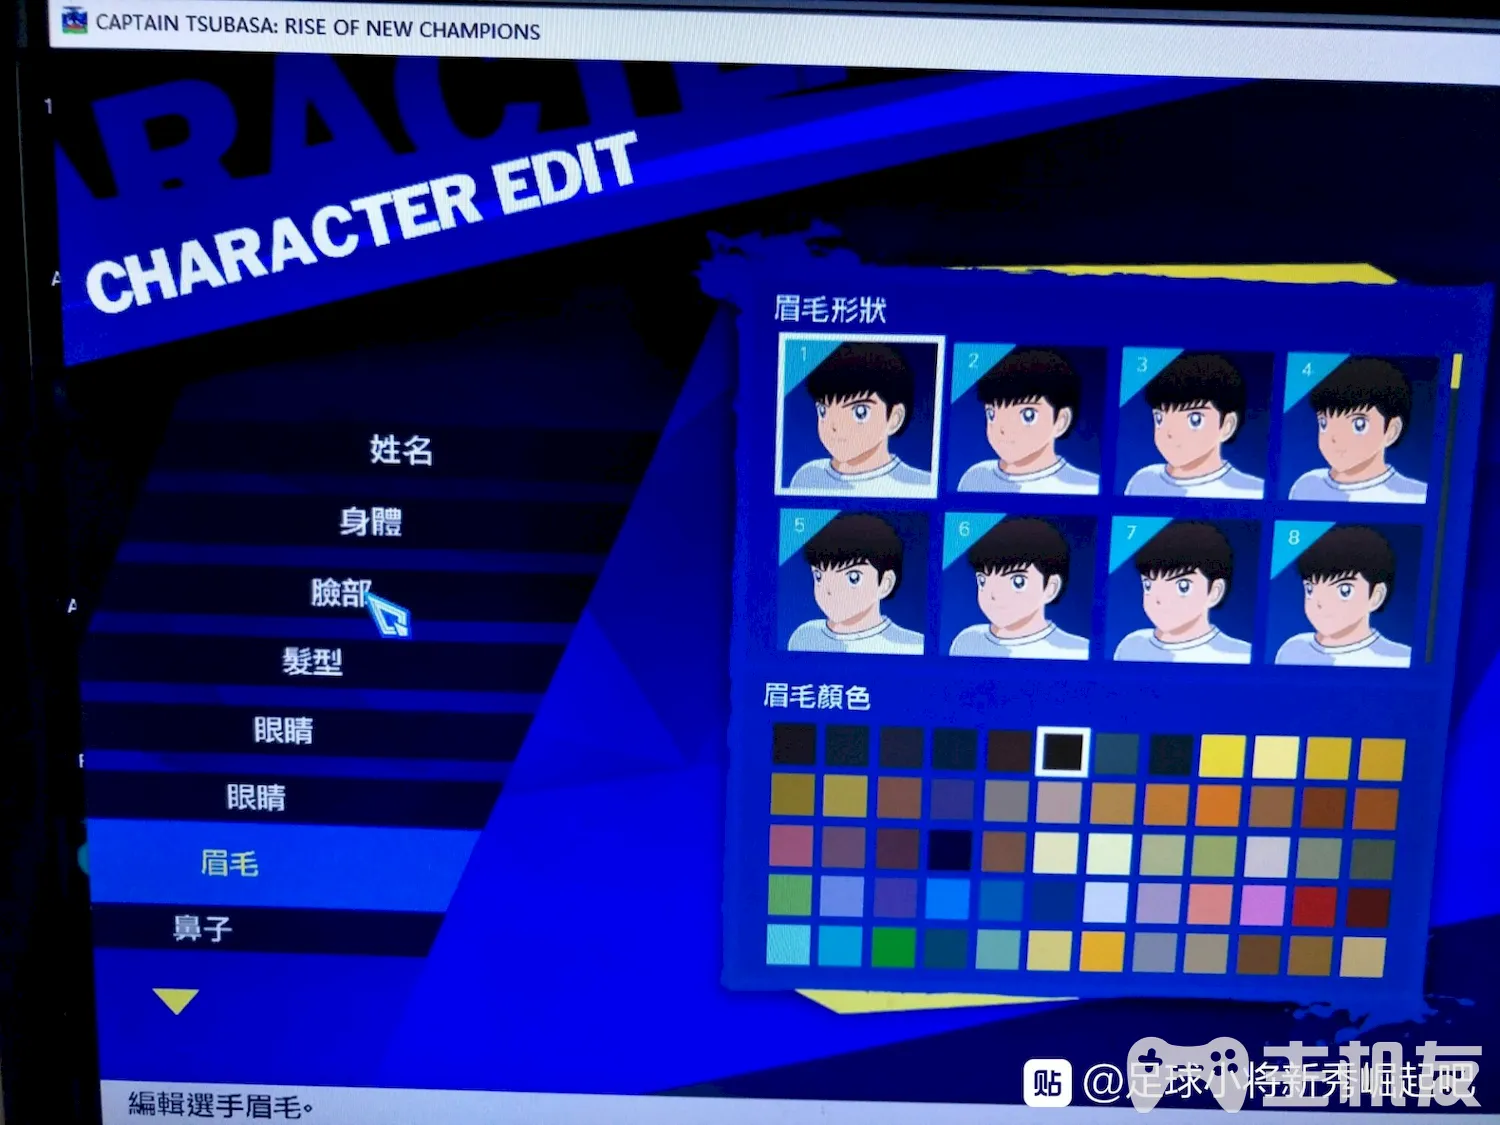 CAPTAIN TSUBASA: RISE OF NEW CHAMPIONS
CHARACTER EDIT
姓名
身體
臉部
髮型
眼睛
眼睛
眉毛
鼻子
眉毛形狀
1
2
3
4
5
6
7
8
眉毛顏色
編輯選手眉毛。
贴 @足球小将新秀崛起吧
主机友